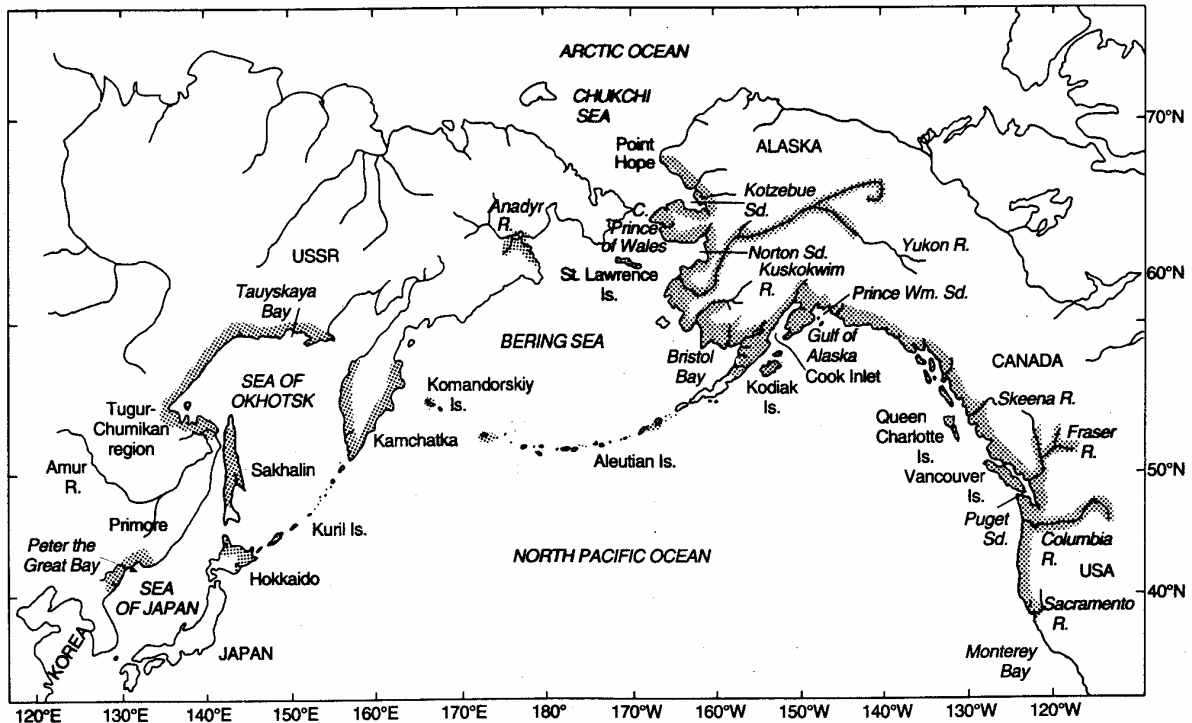 ARCTIC OCEAN
CHUKCHI
SEA
Point
Hope
ALASKA
70°N
Kotzebue
Sd.
Anadyr
R.
C.
Prince
of Wales
Norton Sd.
Yukon R.
USSR
St. Lawrence
Is.
Kuskokwim
R.
60°N
Tauyskaya
Bay
Prince Wm. Sd.
BERING SEA
Bristol
Bay
Gulf of
Alaska
Cook Inlet
CANADA
SEA OF
OKHOTSK
Komandorskiy
Is.
Kodiak
Is.
Skeena R.
Tugur-
Chumikan
region
Kamchatka
Queen
Charlotte
Is.
Fraser
R.
Amur
R.
Sakhalin
Aleutian Is.
Vancouver
Is.
50°N
Primore
Kuril Is.
Puget
Sd.
Columbia
R.
Peter the
Great Bay
NORTH PACIFIC OCEAN
Hokkaido
USA
SEA
OF JAPAN
40°N
Sacramento
R.
KOREA
JAPAN
Monterey
Bay
120°E
130°E
140°E
150°E
160°E
170°E
180°
170°W
160°W
150°W
140°W
130°W
120°W